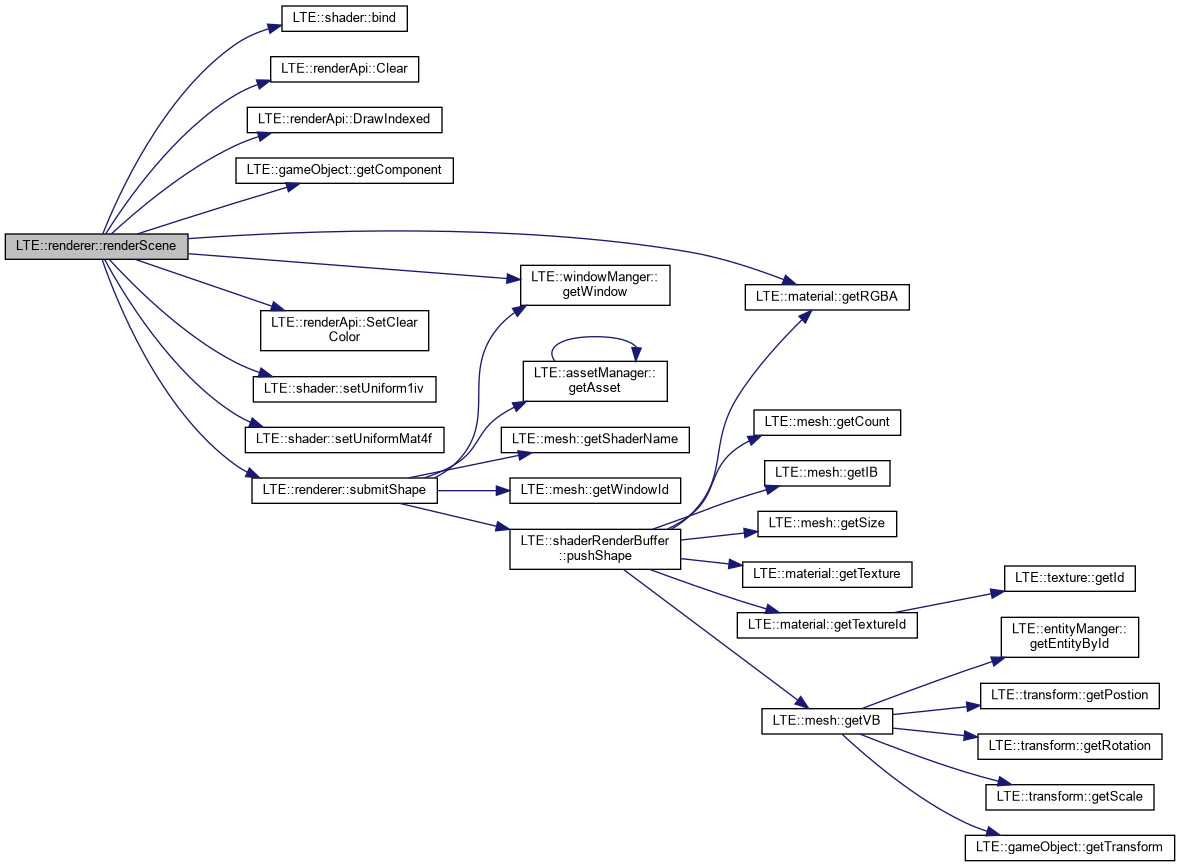 LTE::shader::bind
LTE::renderApi::Clear
LTE::renderApi::DrawIndexed
LTE::gameObject::getComponent
LTE::renderer::renderScene
LTE::windowManger::
getWindow
LTE::material::getRGBA
LTE::renderApi::SetClear
Color
LTE::shader::setUniform1iv
LTE::assetManager::
getAsset
LTE::mesh::getCount
LTE::shader::setUniformMat4f
LTE::mesh::getShaderName
LTE::mesh::getIB
LTE::renderer::submitShape
LTE::mesh::getWindowId
LTE::mesh::getSize
LTE::shaderRenderBuffer
::pushShape
LTE::material::getTexture
LTE::texture::getId
LTE::material::getTextureId
LTE::entityManger::
getEntityById
LTE::transform::getPostion
LTE::mesh::getVB
LTE::transform::getRotation
LTE::transform::getScale
LTE::gameObject::getTransform